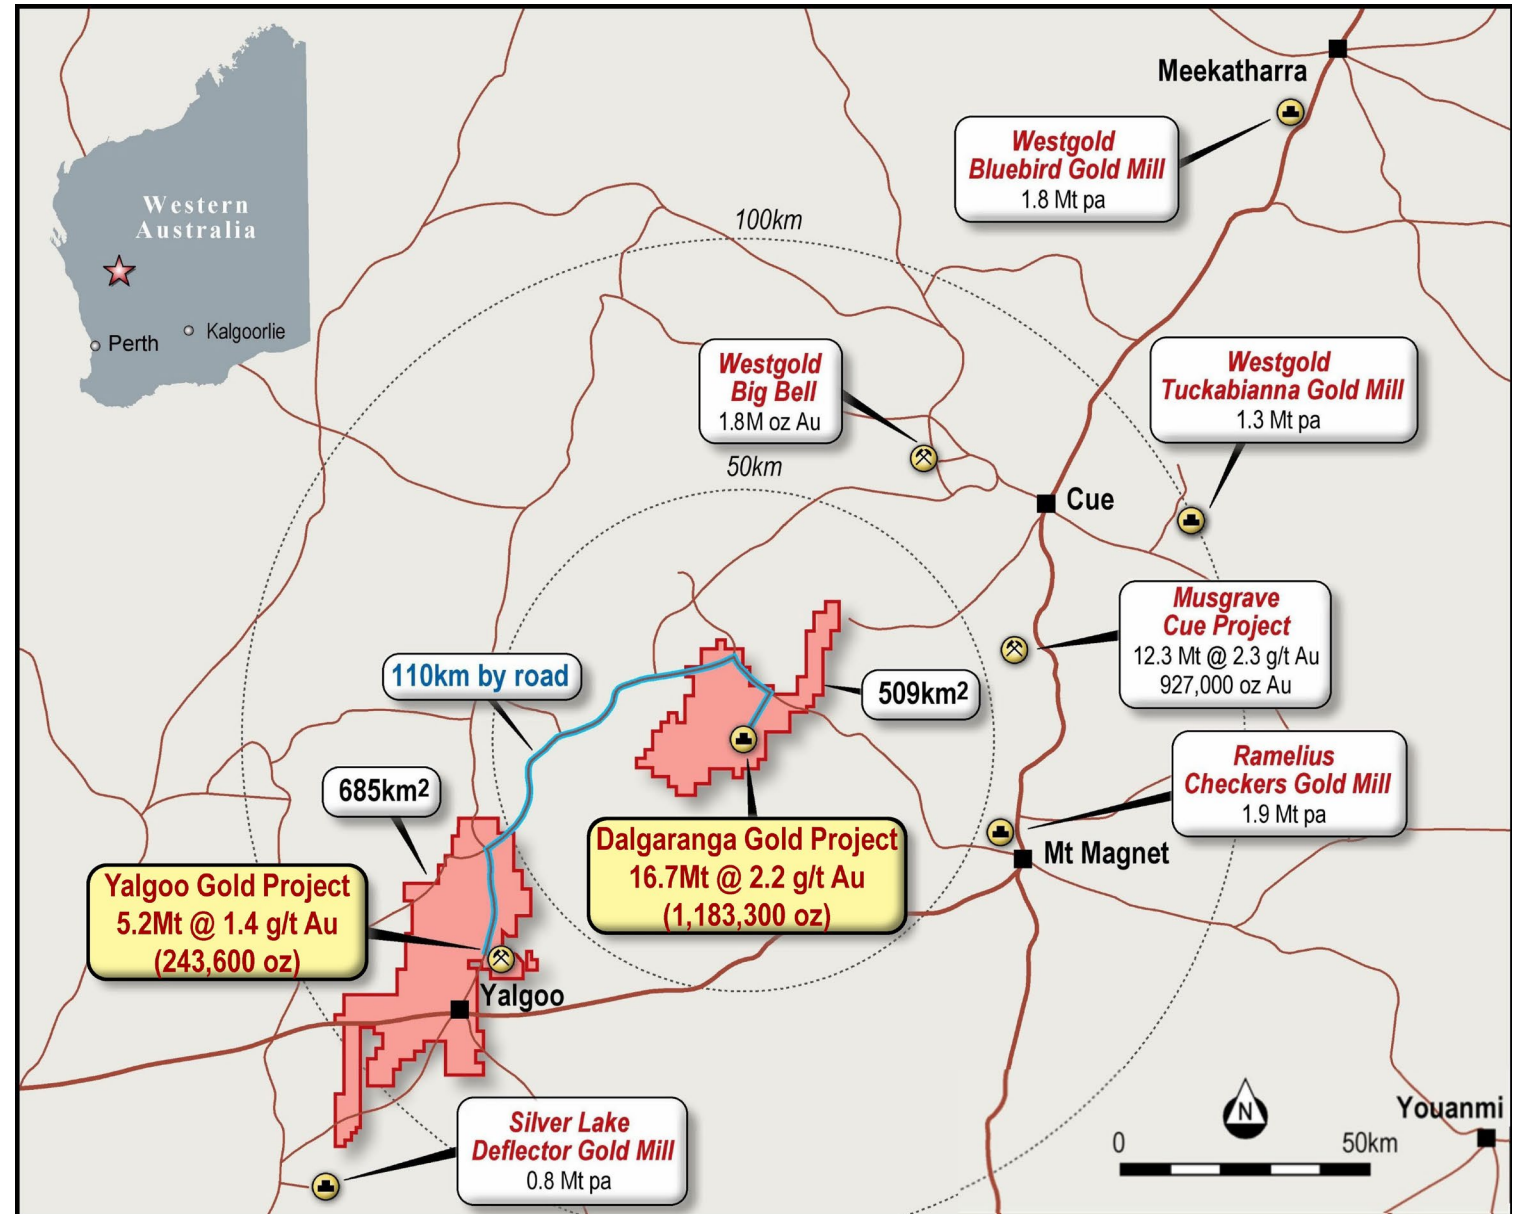 Meekatharra
Westgold
Bluebird Gold Mill
1.8 Mt pa
Western
Australia
Perth
Kalgoorlie
100km
Westgold
Big Bell
1.8M oz Au
Westgold
Tuckabianna Gold Mill
1.3 Mt pa
50km
Cue
Musgrave
Cue Project
12.3 Mt @ 2.3 g/t Au
927,000 oz Au
110km by road
509km2
685km2
Ramelius
Checkers Gold Mill
1.9 Mt pa
Dalgaranga Gold Project
16.7Mt @ 2.2 g/t Au
(1,183,300 oz)
Mt Magnet
Yalgoo Gold Project
5.2Mt @ 1.4 g/t Au
(243,600 oz)
Yalgoo
Silver Lake
Deflector Gold Mill
0.8 Mt pa
N
Youanmi
0
50km